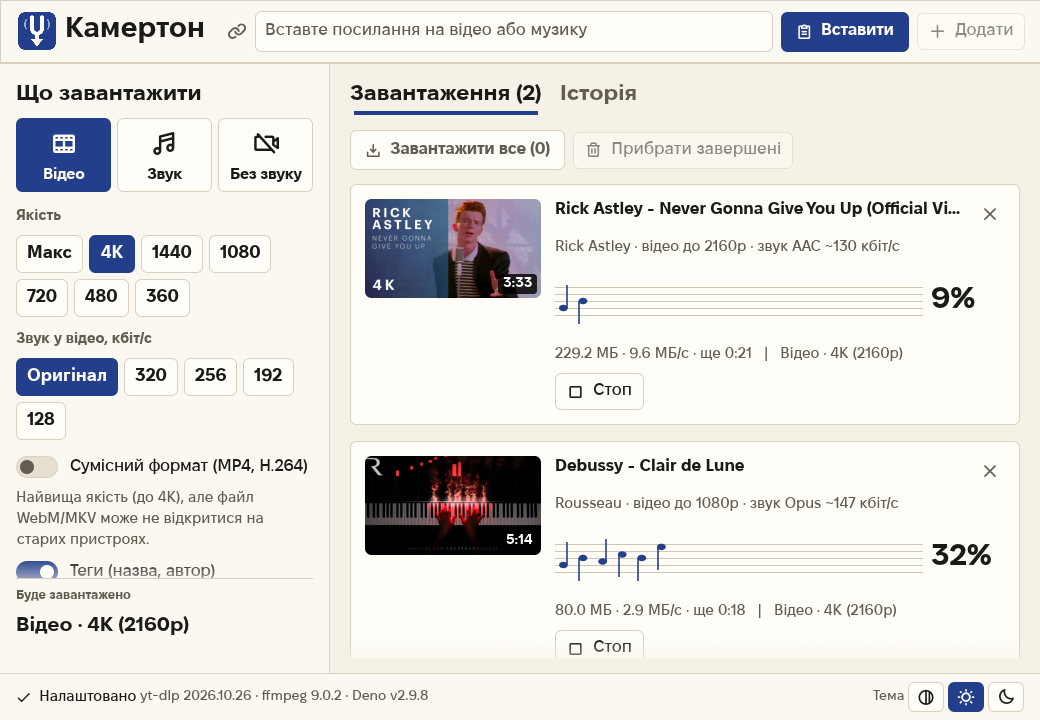 Камертон
Вставте посилання на відео або музику
Вставити
Додати
Що завантажити
Відео
Звук
Без звуку
Якість
Макс
4K
1440
1080
720
480
360
Звук у відео, кбіт/с
Оригінал
320
256
192
128
Сумісний формат (MP4, H.264)
Найвища якість (до 4K), але файл
WebM/MKV може не відкритися на
старих пристроях.
Теги (назва, автор)
Буде завантажено
Відео · 4K (2160p)
Завантаження (2)
Історія
Завантажити все (0)
Прибрати завершені
RICK
ASTLEY
NEVER GONNA
GIVE YOU UP
4K
3:33
Rick Astley - Never Gonna Give You Up (Official Vi...
Rick Astley · відео до 2160p · звук AAC ~130 кбіт/с
9%
229.2 МБ · 9.6 МБ/с · ще 0:21 | Відео · 4K (2160p)
Стоп
R
5:14
Debussy - Clair de Lune
Rousseau · відео до 1080p · звук Opus ~147 кбіт/с
32%
80.0 МБ · 2.9 МБ/с · ще 0:18 | Відео · 4K (2160p)
Стоп
Налаштовано yt-dlp 2026.10.26 · ffmpeg 9.0.2 · Deno v2.9.8
Тема